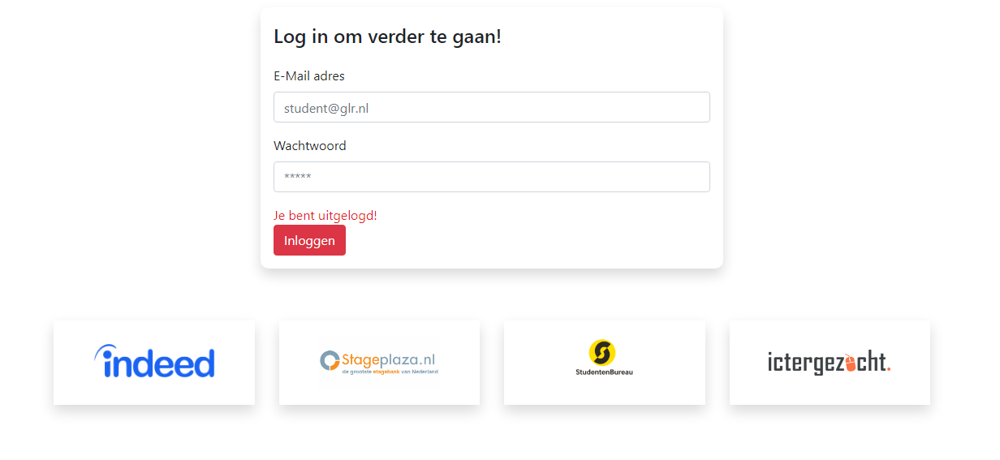 Log in om verder te gaan!
E-Mail adres
student@glr.nl
Wachtwoord
*****
Je bent uitgelogd!
Inloggen
indeed
Stageplaza.nl
de grootste stagebank van Nederland
StudentenBureau
ictergezocht.